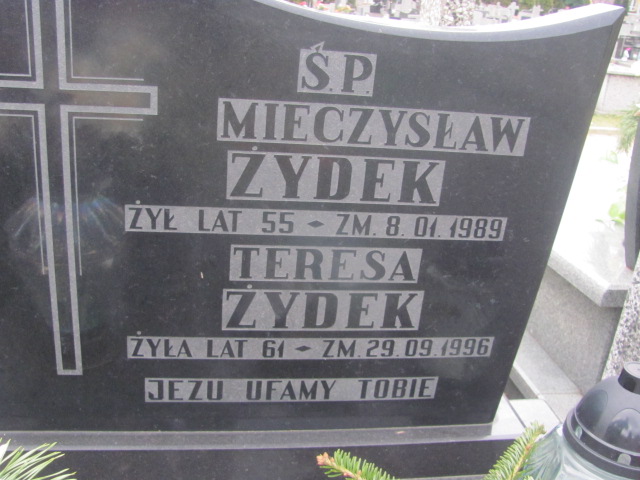 Ś.P.
MIECZYSŁAW
ŻYDEK
ŻYŁ LAT 55 - ZM. 8.01.1989
TERESA
ŻYDEK
ŻYŁA LAT 61 - ZM. 29.09.1996
JEZU UFAMY TOBIE